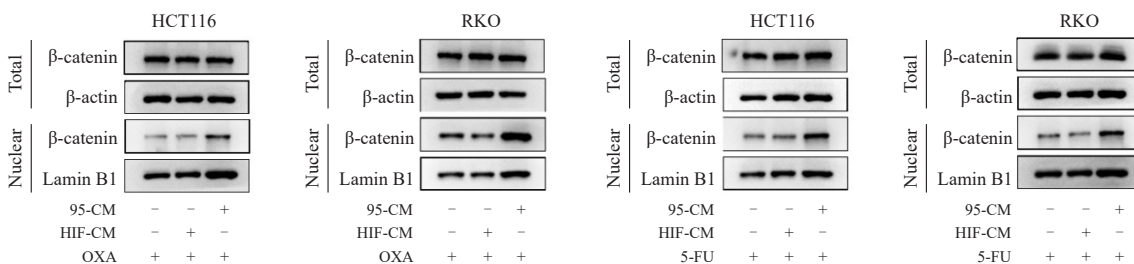 HCT116
Total
β-catenin
β-actin
Nuclear
β-catenin
Lamin B1
95-CM − − +
HIF-CM − + −
OXA + + +
RKO
Total
β-catenin
β-actin
Nuclear
β-catenin
Lamin B1
95-CM − − +
HIF-CM − + −
OXA + + +
HCT116
Total
β-catenin
β-actin
Nuclear
β-catenin
Lamin B1
95-CM − − +
HIF-CM − + −
5-FU + + +
RKO
Total
β-catenin
β-actin
Nuclear
β-catenin
Lamin B1
95-CM − − +
HIF-CM − + −
5-FU + + +